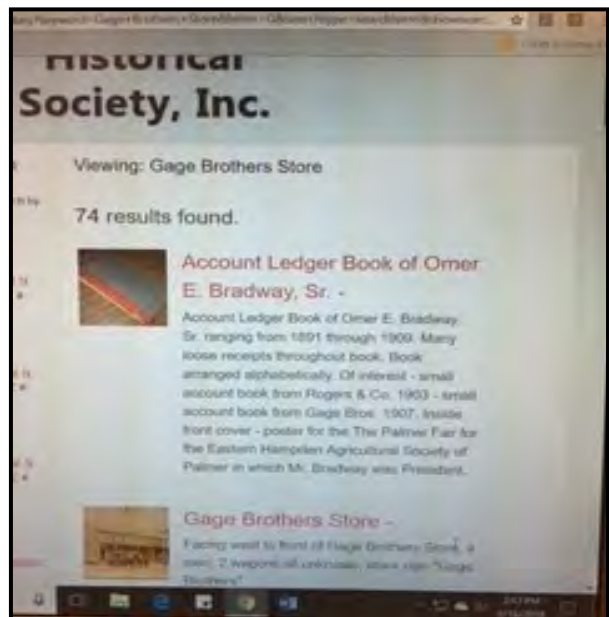 Historical
Society, Inc.
Viewing: Gage Brothers Store
74 results found.
Account Ledger Book of Omer
E. Bradway, Sr. -
Account Ledger Book of Omer E. Bradway,
Sr. ranging from 1891 through 1909. Many
loose receipts throughout book. Book
arranged alphabetically. Of interest - small
account book from Rogers & Co. 1903 - small
account book from Gage Bros. 1907. Inside
front cover - poster for the The Palmer Fair for
the Eastern Hampden Agricultural Society of
Palmer in which Mr. Bradway was President.
Gage Brothers Store -
Facing west to front of Gage Brothers Store, a
2 wagons, all unknown, store sign "Gage
Brothers"